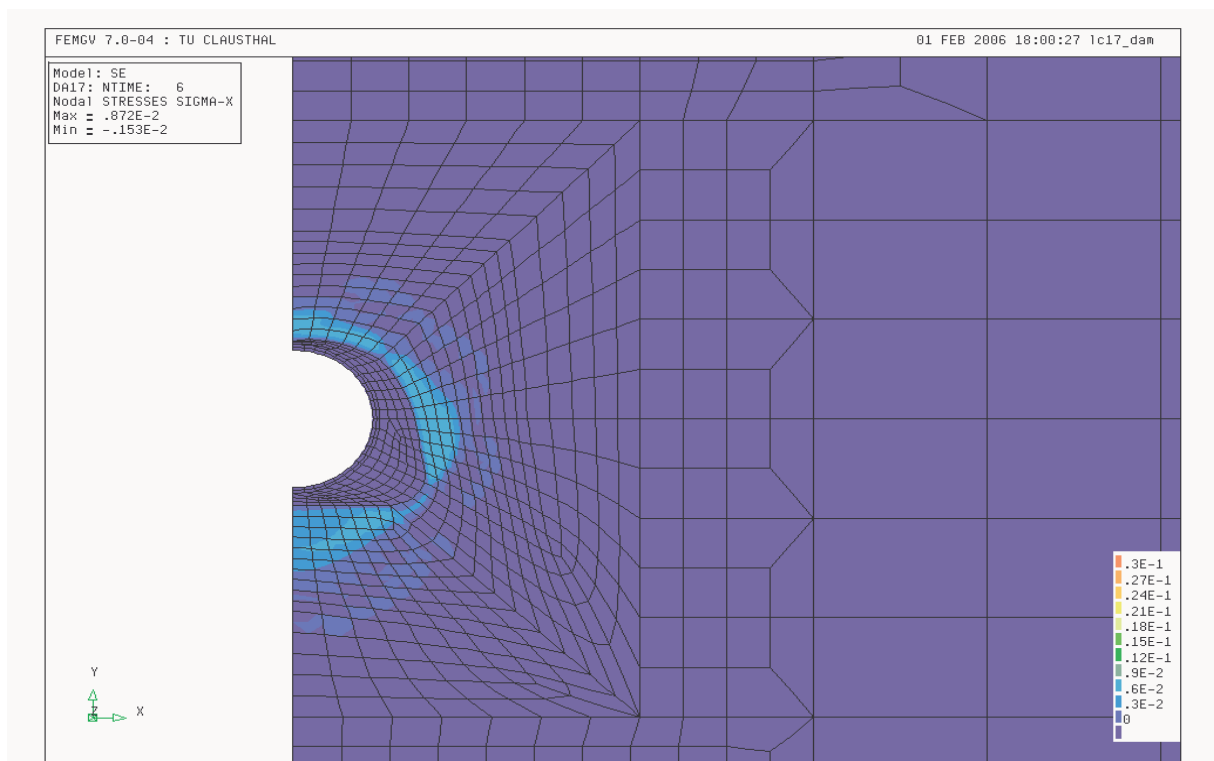 FEMGV 7.0-04 : TU CLAUSTHAL
01 FEB 2006 18:00:27 lc17_dam
Model: SE
DA17: NTIME: 6
Nodal STRESSES SIGMA-X
Max = .872E-2
Min = -.153E-2
.3E-1
.27E-1
.24E-1
.21E-1
.18E-1
.15E-1
.12E-1
.9E-2
.6E-2
.3E-2
0
Y
Z
X